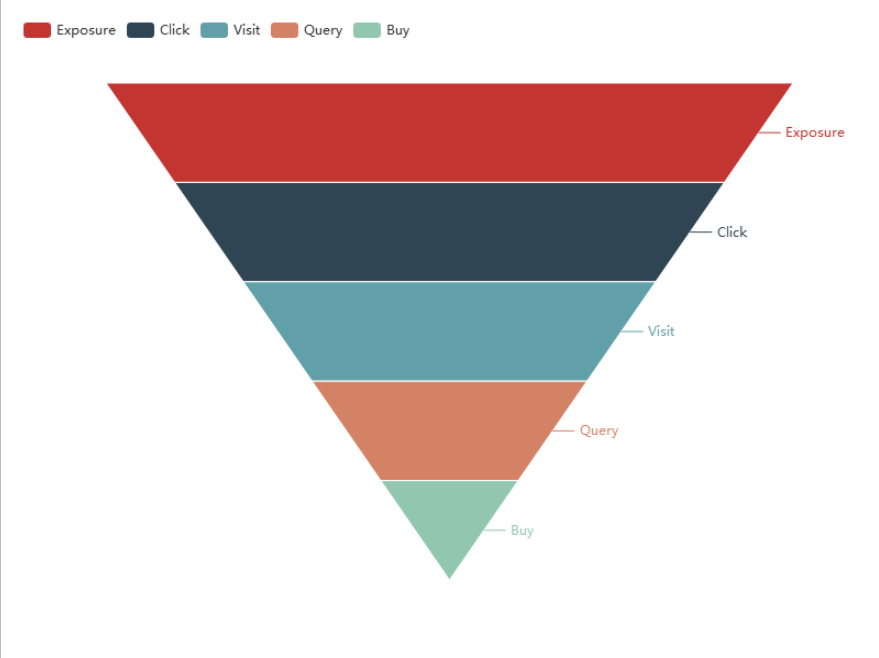 Exposure Click Visit Query Buy
Exposure
Click
Visit
Query
Buy